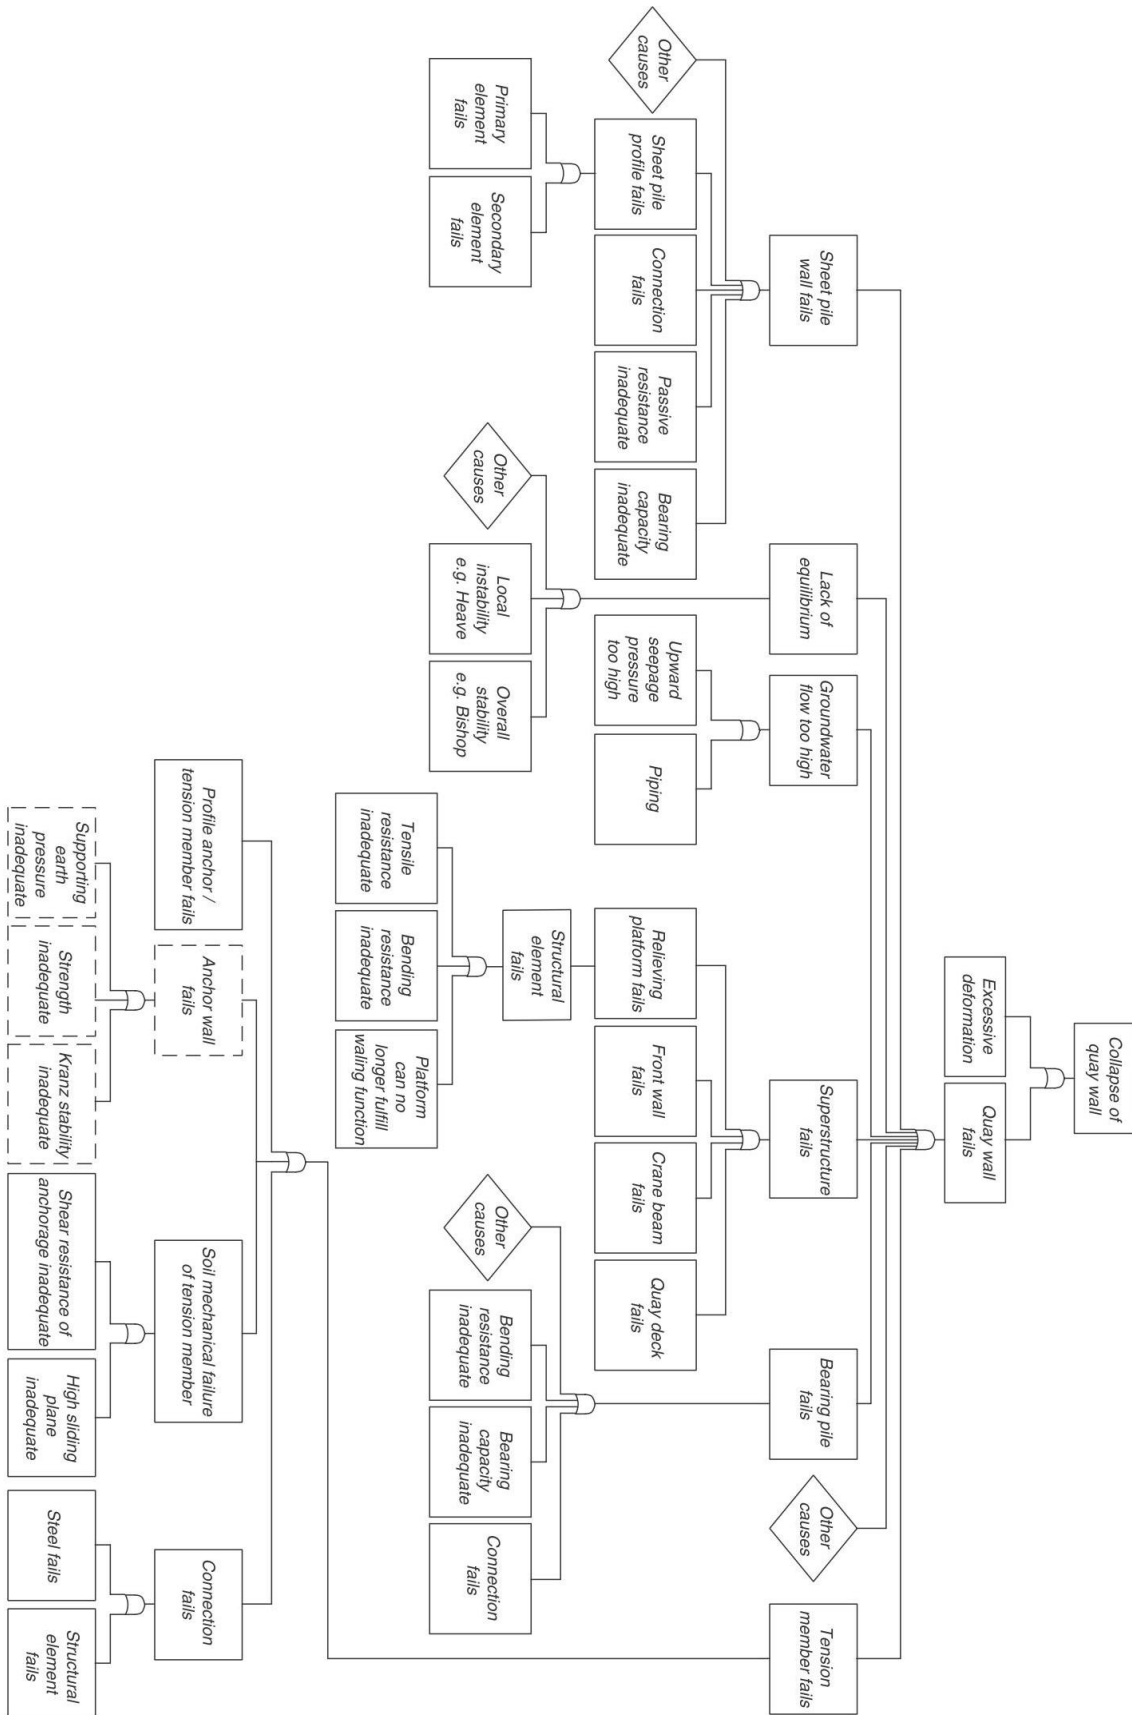 Collapse of
quay wall
Excessive
deformation
Quay wall
fails
Sheet pile
wall fails
Lack of
equilibrium
Groundwater
flow too high
Superstructure
fails
Bearing pile
fails
Other
causes
Tension
member fails
Other
causes
Sheet pile
profile fails
Connection
fails
Passive
resistance
inadequate
Bearing
capacity
inadequate
Upward
seepage
pressure
too high
Piping
Relieving
platform fails
Front wall
fails
Crane beam
fails
Quay deck
fails
Structural
element
fails
Primary
element
fails
Secondary
element
fails
Other
causes
Local
instability
e.g. Heave
Overall
stability
e.g. Bishop
Other
causes
Bending
resistance
inadequate
Bearing
capacity
inadequate
Connection
fails
Tensile
resistance
inadequate
Bending
resistance
inadequate
Platform
can no
longer fulfill
waling function
Profile anchor /
tension member fails
Anchor wall
fails
Soil mechanical failure
of tension member
Connection
fails
Supporting
earth
pressure
inadequate
Strength
inadequate
Kranz stability
inadequate
Shear resistance of
anchorage inadequate
High sliding
plane
inadequate
Steel fails
Structural
element
fails